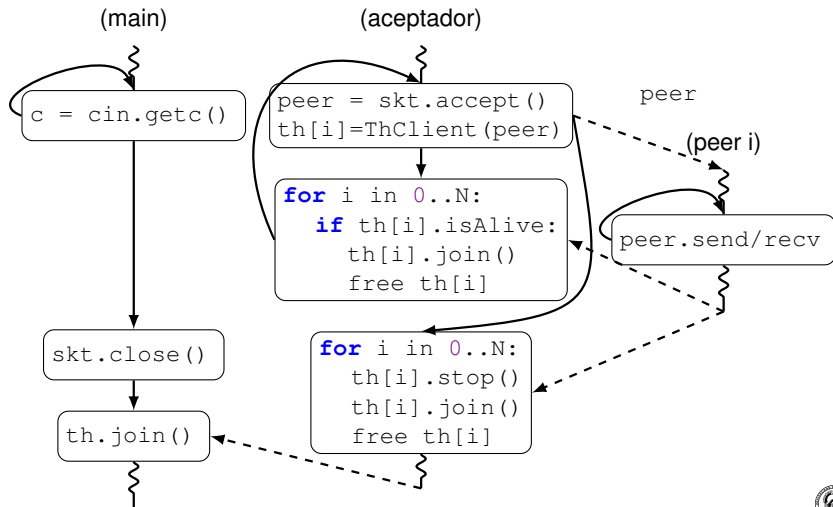 (main)
c = cin.getc()
skt.close()
th.join()
(aceptador)
peer = skt.accept()
th[i]=ThClient(peer)
for i in 0..N:
if th[i].isAlive:
th[i].join()
free th[i]
for i in 0..N:
th[i].stop()
th[i].join()
free th[i]
peer
(peer i)
peer.send/recv